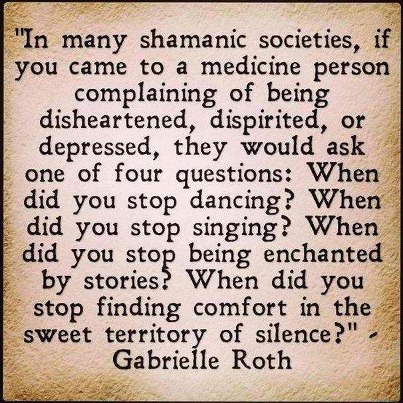 "In many shamanic societies, if
you came to a medicine person
complaining of being
disheartened, dispirited, or
depressed, they would ask
one of four questions: When
did you stop dancing? When
did you stop singing? When
did you stop being enchanted
by stories? When did you
stop finding comfort in the
sweet territory of silence?" -
Gabrielle Roth